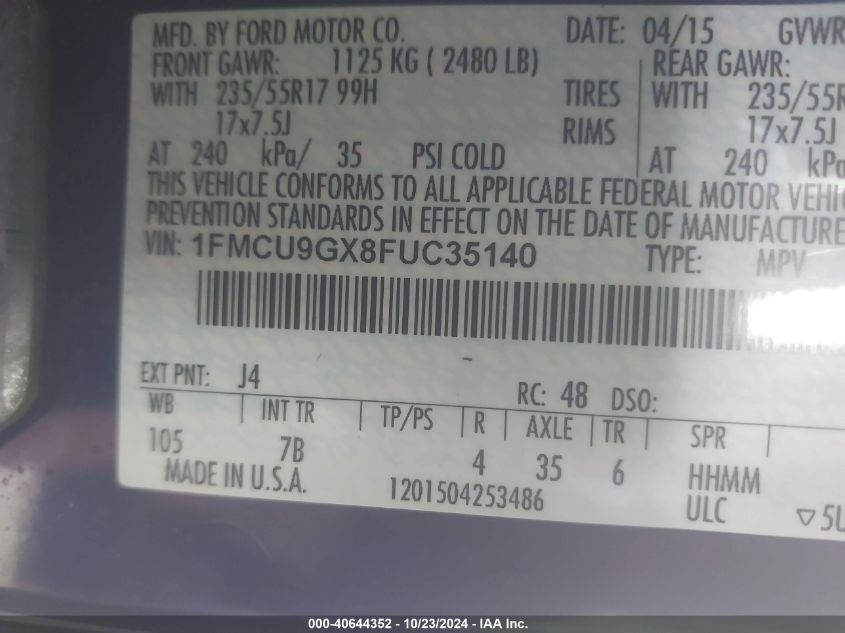 MFD. BY FORD MOTOR CO. DATE: 04/15 GVWR
FRONT GAWR: 1125 KG ( 2480 LB) REAR GAWR:
WITH 235/55R17 99H TIRES WITH 235/55R
17x7.5J RIMS 17x7.5J
AT 240 kPa/ 35 PSI COLD AT 240 kPa
THIS VEHICLE CONFORMS TO ALL APPLICABLE FEDERAL MOTOR VEHIC
PREVENTION STANDARDS IN EFFECT ON THE DATE OF MANUFACTURE
VIN: 1FMCU9GX8FUC35140 TYPE: MPV
EXT PNT: J4 RC: 48 DSO:
WB INT TR TP/PS R AXLE TR SPR
105 7B 4 35 6 HHMM
MADE IN U.S.A. 1201504253486 ULC ▽5U
000-40644352 - 10/23/2024 - IAA Inc.